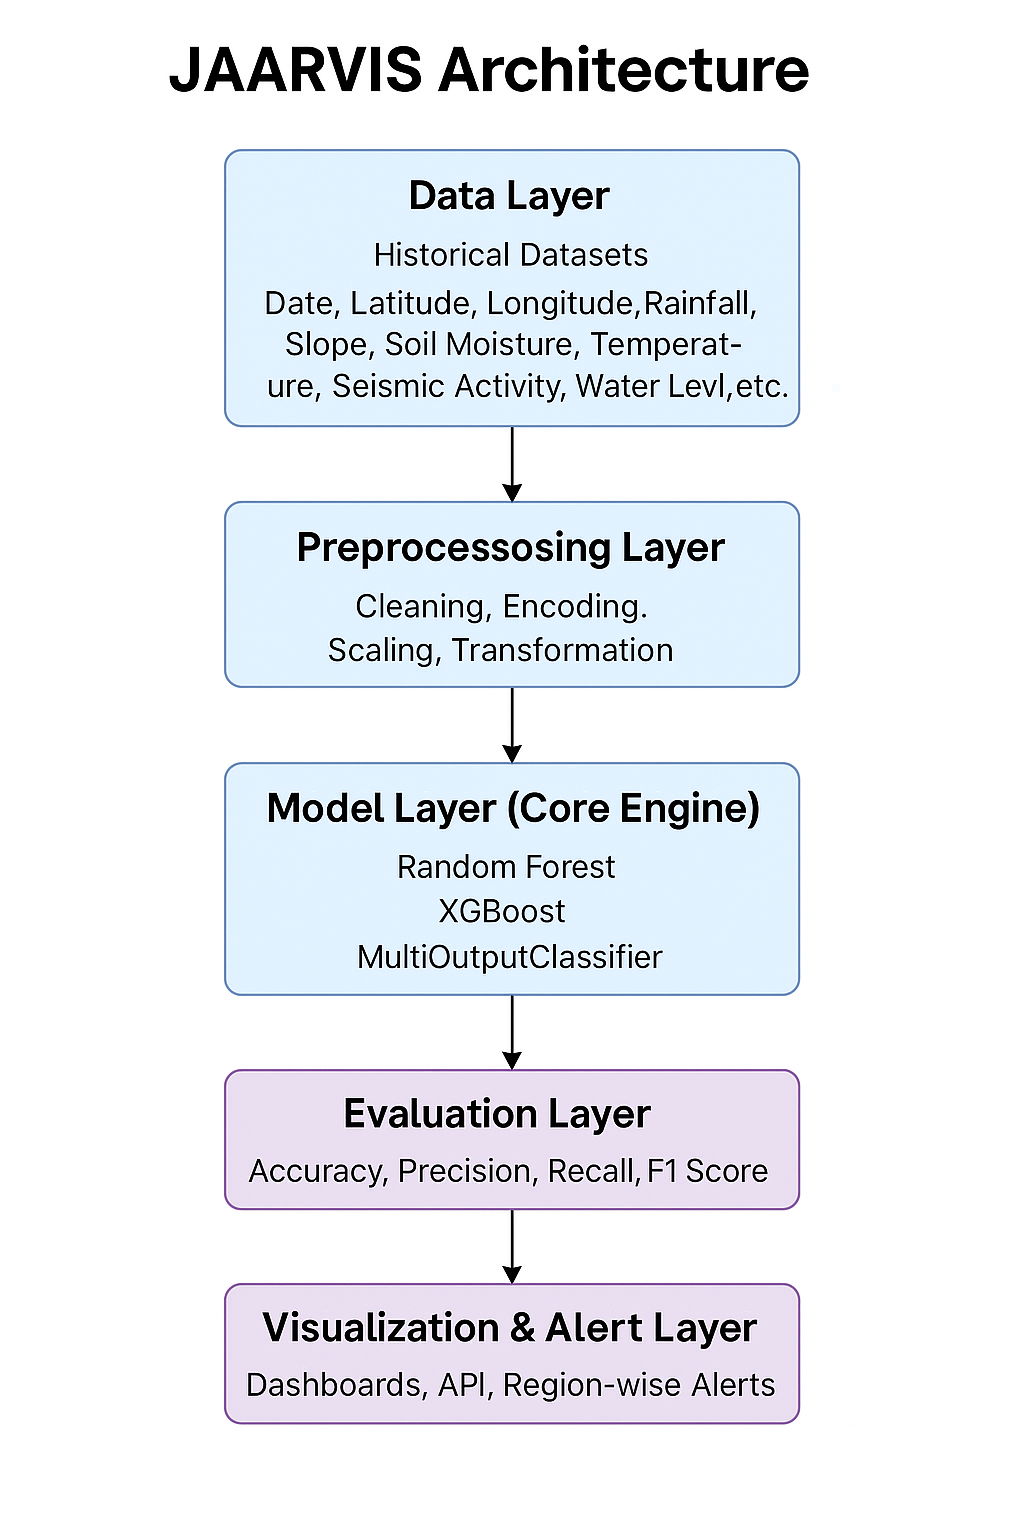 JAARVIS Architecture
Data Layer
Historical Datasets
Date, Latitude, Longitude,Rainfall,
Slope, Soil Moisture, Temperat-
ure, Seismic Activity, Water Levl,etc.
Preprocessosing Layer
Cleaning, Encoding.
Scaling, Transformation
Model Layer (Core Engine)
Random Forest
XGBoost
MultiOutputClassifier
Evaluation Layer
Accuracy, Precision, Recall, F1 Score
Visualization & Alert Layer
Dashboards, API, Region-wise Alerts